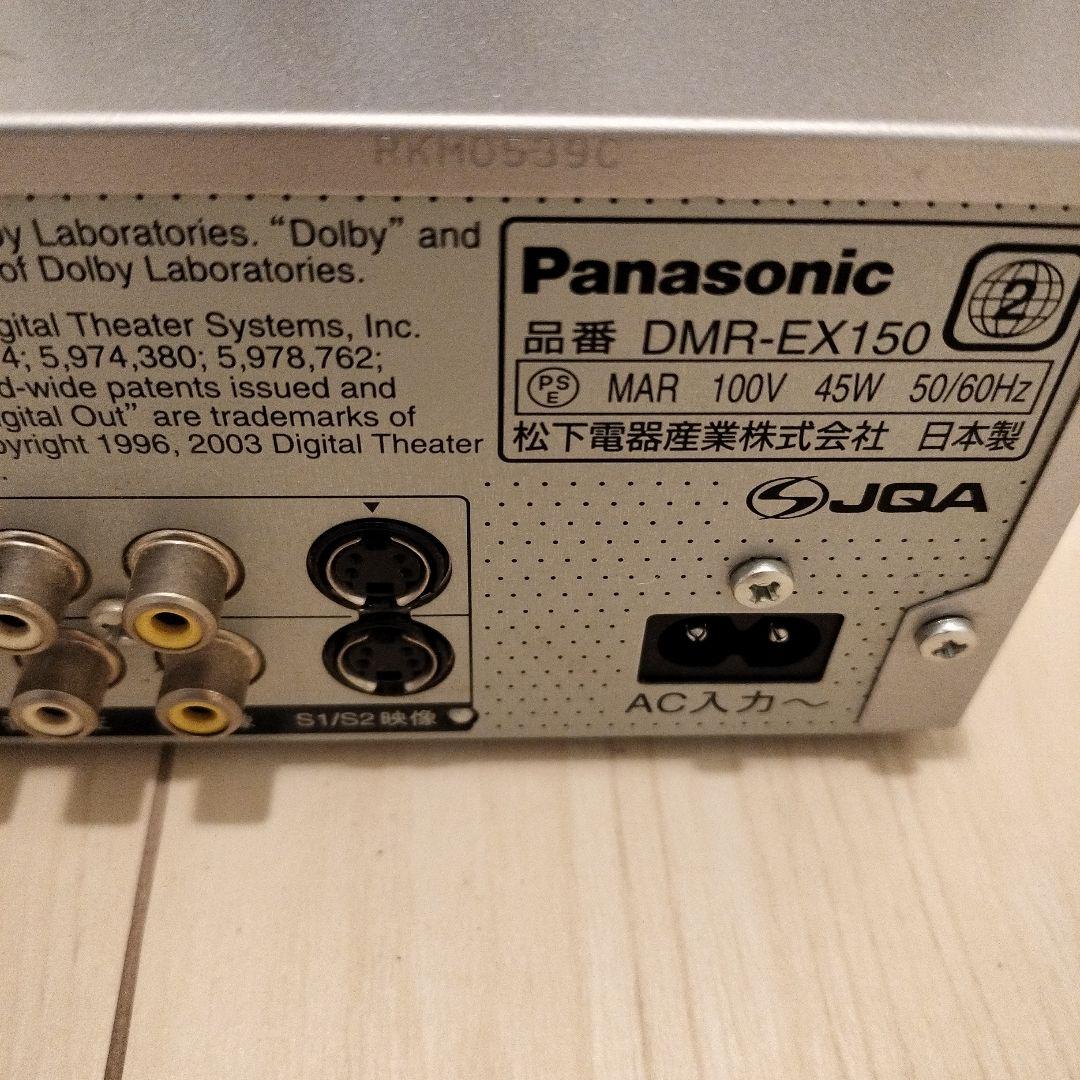 RKM0539C
by Laboratories. "Dolby" and
of Dolby Laboratories.
igital Theater Systems, Inc.
4; 5,974,380; 5,978,762;
d-wide patents issued and
igital Out" are trademarks of
pyright 1996, 2003 Digital Theater
Panasonic
2
品番 DMR-EX150
PSE MAR 100V 45W 50/60Hz
松下電器産業株式会社 日本製
JQA
AC入力～
S1/S2 映像